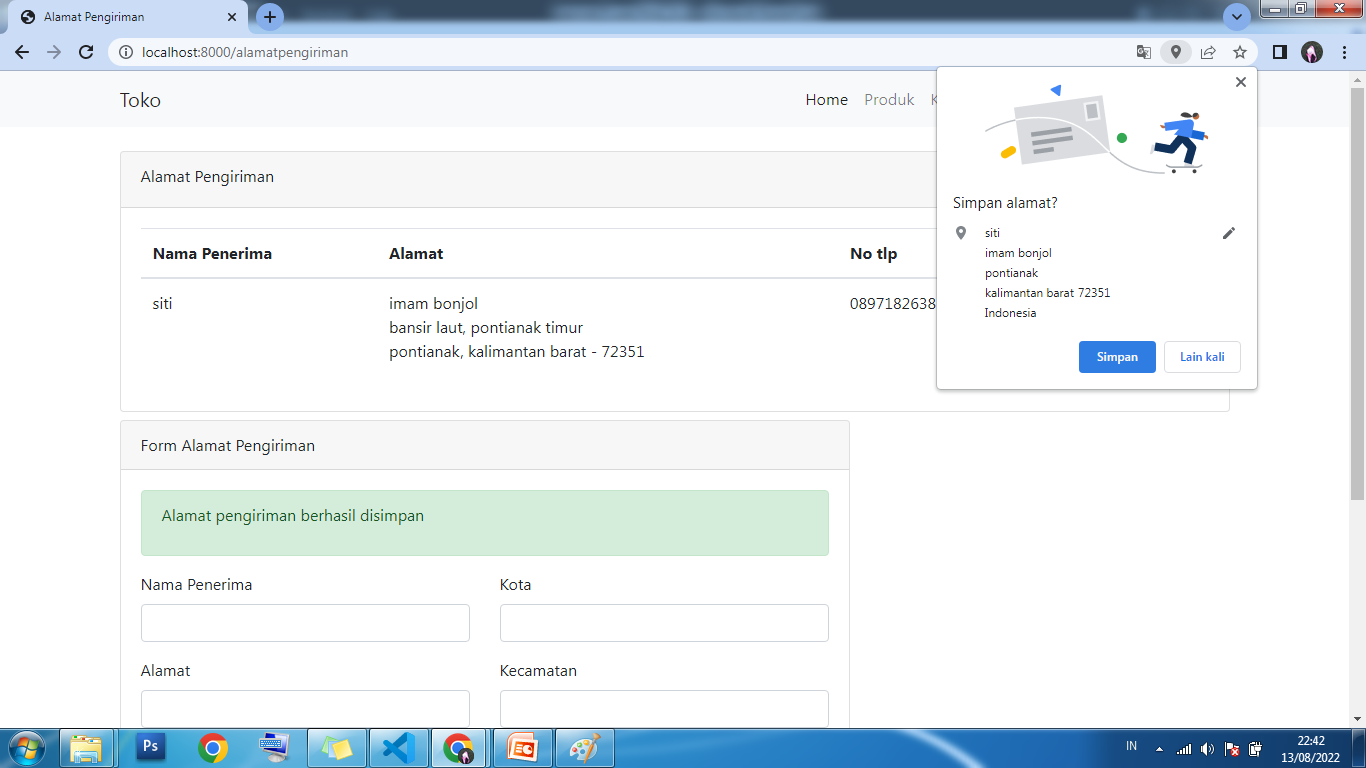 Alamat Pengiriman
localhost:8000/alamatpengiriman
Toko
Home Produk
Alamat Pengiriman
Nama Penerima Alamat No tlp
siti imam bonjol 0897182638
bansir laut, pontianak timur
pontianak, kalimantan barat - 72351
Simpan alamat?
siti
imam bonjol
pontianak
kalimantan barat 72351
Indonesia
Simpan Lain kali
Form Alamat Pengiriman
Alamat pengiriman berhasil disimpan
Nama Penerima Kota
Alamat Kecamatan
Ps
IN
22:42
13/08/2022